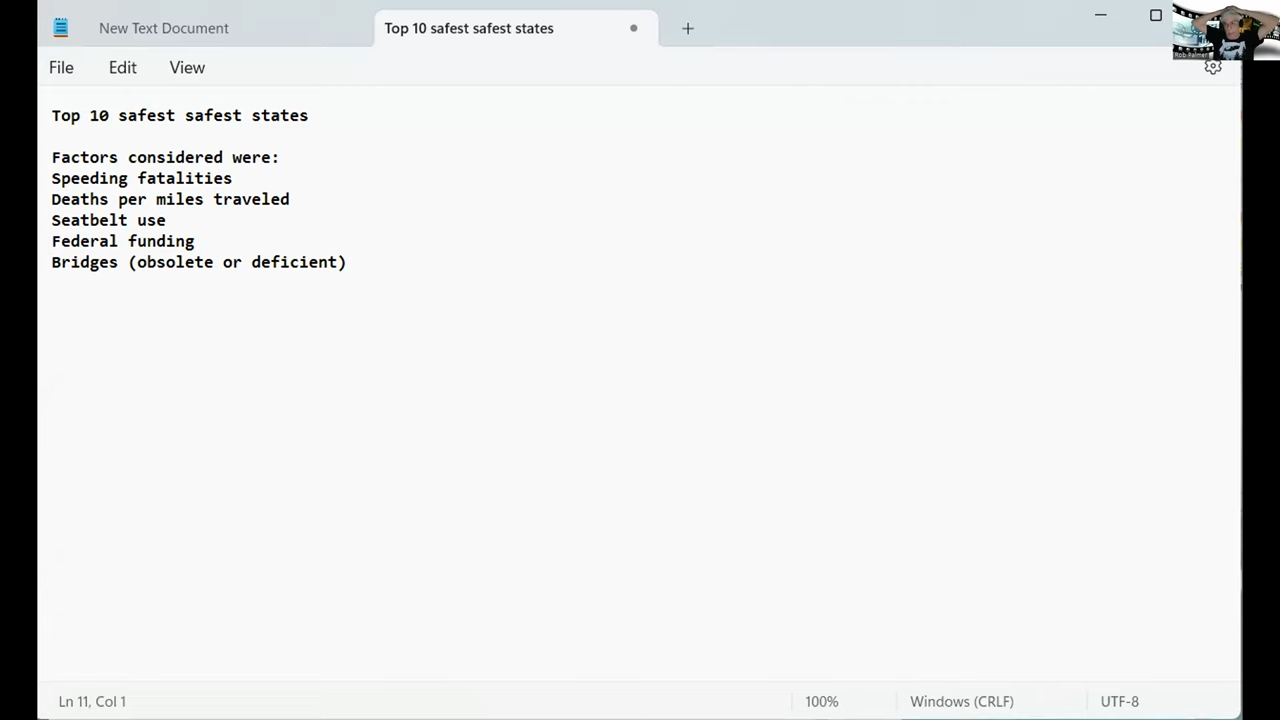 New Text Document
Top 10 safest safest states
File Edit View
Rob Palmer
Top 10 safest safest states
Factors considered were:
Speeding fatalities
Deaths per miles traveled
Seatbelt use
Federal funding
Bridges (obsolete or deficient)
Ln 11, Col 1
100%
Windows (CRLF)
UTF-8